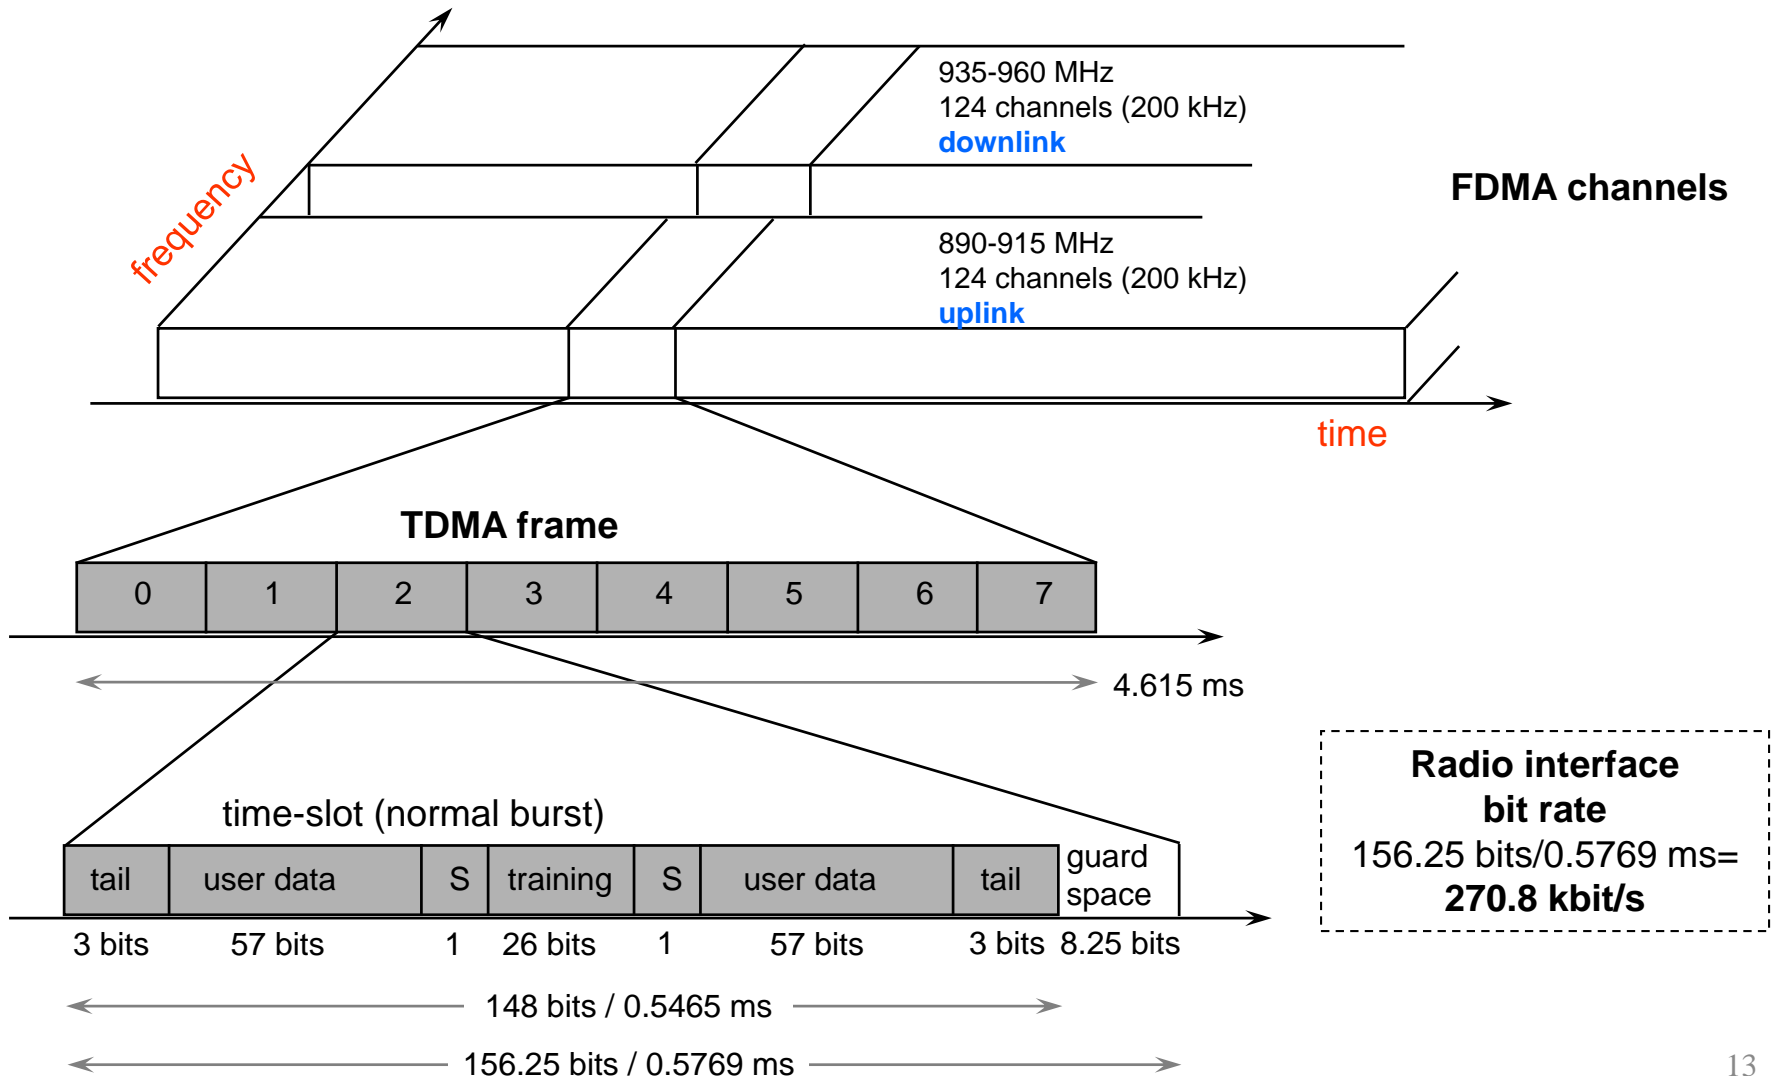 935-960 MHz
124 channels (200 kHz)
downlink
FDMA channels
frequency
890-915 MHz
124 channels (200 kHz)
uplink
time
TDMA frame
0 1 2 3 4 5 6 7
4.615 ms
Radio interface
bit rate
156.25 bits/0.5769 ms=
270.8 kbit/s
time-slot (normal burst)
tail user data S training S user data tail guard
space
3 bits 57 bits 1 26 bits 1 57 bits 3 bits 8.25 bits
148 bits / 0.5465 ms
156.25 bits / 0.5769 ms
13